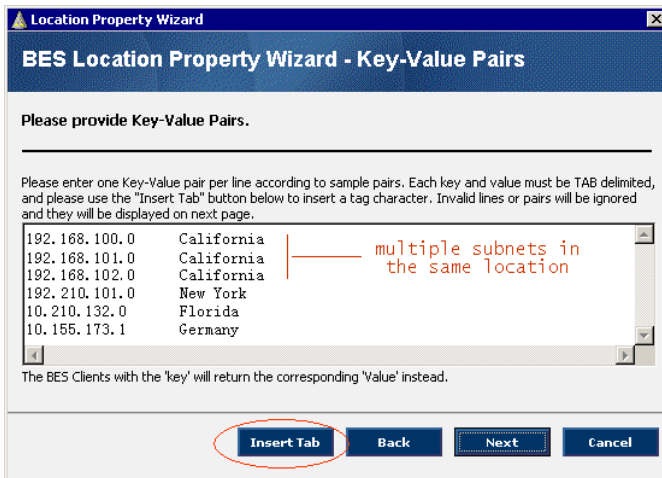 Location Property Wizard
BES Location Property Wizard - Key-Value Pairs
Please provide Key-Value Pairs.
Please enter one Key-Value pair per line according to sample pairs. Each key and value must be TAB delimited,
and please use the "Insert Tab" button below to insert a tag character. Invalid lines or pairs will be ignored
and they will be displayed on next page.
192.168.100.0 California
192.168.101.0 California
192.168.102.0 California
192.210.101.0 New York
10.210.132.0 Florida
10.155.173.1 Germany
multiple subnets in
the same location
The BES Clients with the 'key' will return the corresponding 'Value' instead.
Insert Tab Back Next Cancel